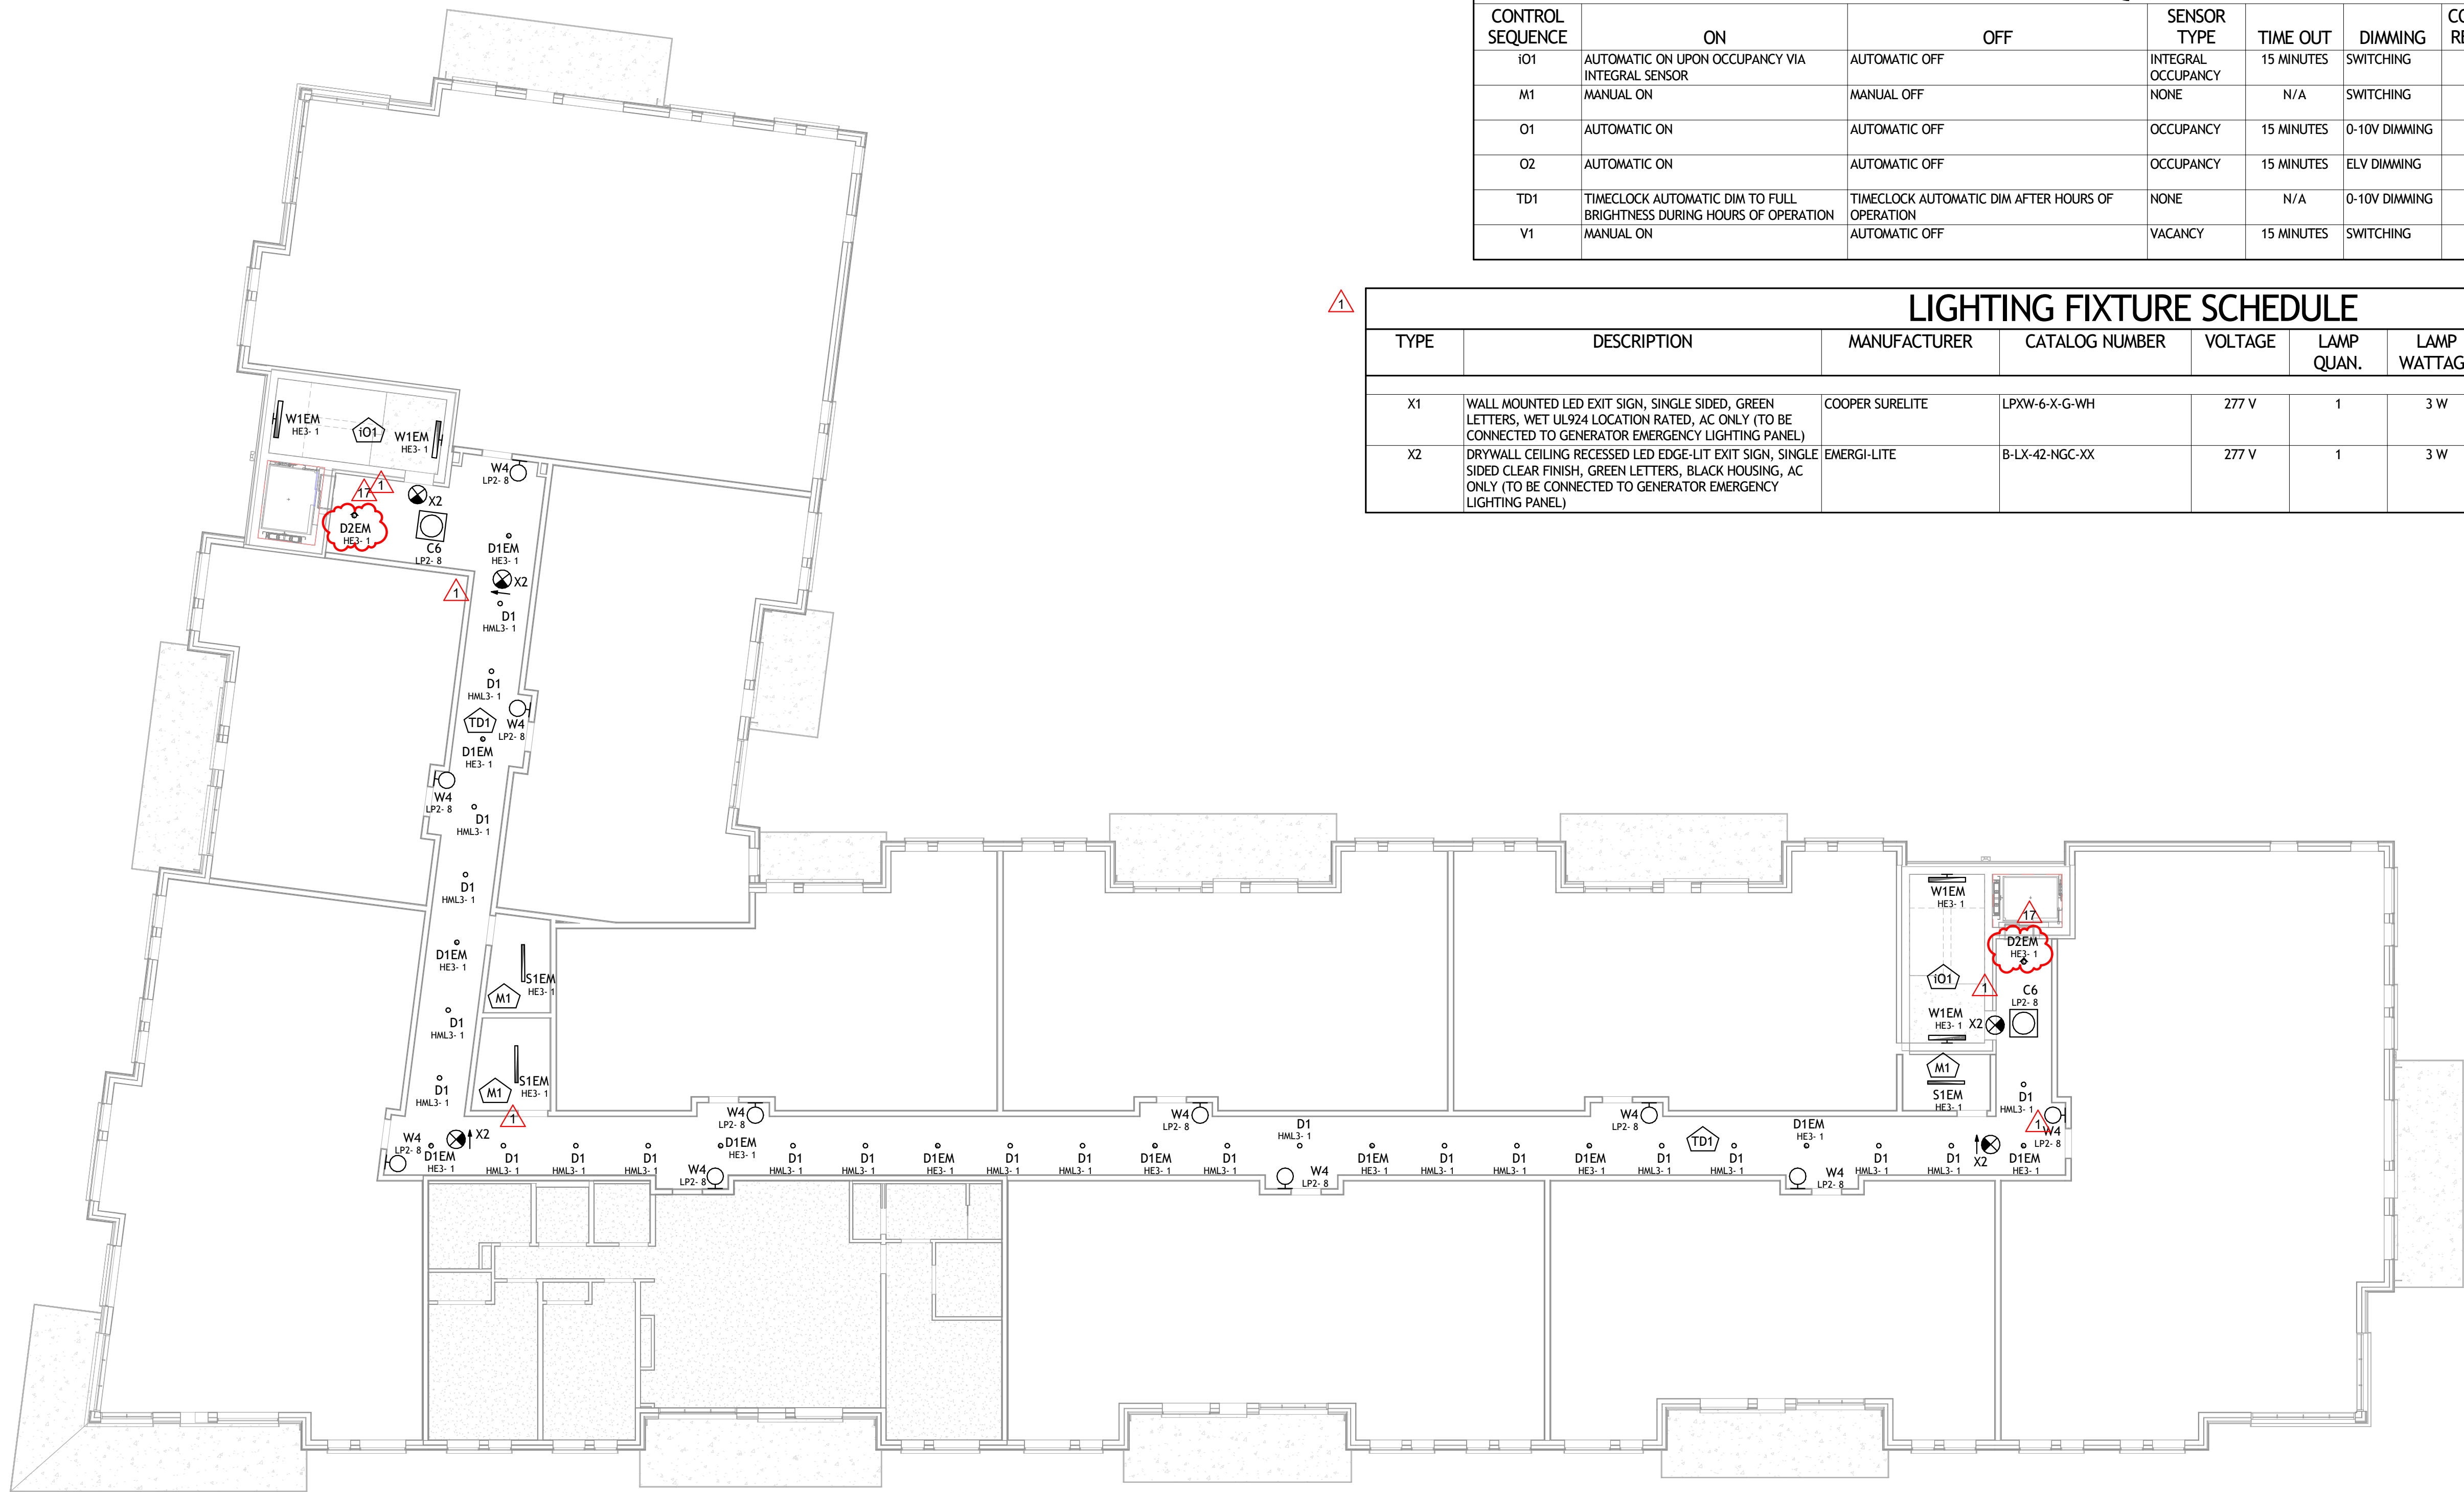 CONTROL SEQUENCE ON OFF SENSOR TYPE TIME OUT DIMMING
iO1 AUTOMATIC ON UPON OCCUPANCY VIA INTEGRAL SENSOR AUTOMATIC OFF INTEGRAL OCCUPANCY 15 MINUTES SWITCHING
M1 MANUAL ON MANUAL OFF NONE N/A SWITCHING
O1 AUTOMATIC ON AUTOMATIC OFF OCCUPANCY 15 MINUTES 0-10V DIMMING
O2 AUTOMATIC ON AUTOMATIC OFF OCCUPANCY 15 MINUTES ELV DIMMING
TD1 TIMECLOCK AUTOMATIC DIM TO FULL BRIGHTNESS DURING HOURS OF OPERATION TIMECLOCK AUTOMATIC DIM AFTER HOURS OF OPERATION NONE N/A 0-10V DIMMING
V1 MANUAL ON AUTOMATIC OFF VACANCY 15 MINUTES SWITCHING
1
LIGHTING FIXTURE SCHEDULE
TYPE DESCRIPTION MANUFACTURER CATALOG NUMBER VOLTAGE LAMP QUAN. LAMP WATTAG
X1 WALL MOUNTED LED EXIT SIGN, SINGLE SIDED, GREEN LETTERS, WET UL924 LOCATION RATED, AC ONLY (TO BE CONNECTED TO GENERATOR EMERGENCY LIGHTING PANEL) COOPER SURELITE LPXW-6-X-G-WH 277 V 1 3 W
X2 DRYWALL CEILING RECESSED LED EDGE-LIT EXIT SIGN, SINGLE SIDED CLEAR FINISH, GREEN LETTERS, BLACK HOUSING, AC ONLY (TO BE CONNECTED TO GENERATOR EMERGENCY LIGHTING PANEL) EMERGI-LITE B-LX-42-NGC-XX 277 V 1 3 W
W1EM
HE3- 1
iO1
W1EM
HE3- 1
W4
LP2- 8
17
1
X2
D2EM
HE3- 1
C6
LP2- 8
D1EM
HE3- 1
X2
1
D1
HML3- 1
D1
HML3- 1
TD1
W4
LP2- 8
D1EM
HE3- 1
W4
LP2- 8
D1
HML3- 1
D1
HML3- 1
D1EM
HE3- 1
S1EM
HE3- 1
M1
D1
HML3- 1
D1
HML3- 1
S1EM
HE3- 1
M1
1
W1EM
HE3- 1
17
D2EM
HE3- 1
iO1
1
C6
LP2- 8
W1EM
HE3- 1
X2
M1
S1EM
HE3- 1
D1
HML3- 1
1
W4
LP2- 8
W4
LP2- 8
X2
D1EM
HE3- 1
D1
HML3- 1
D1
HML3- 1
D1
HML3- 1
W4
LP2- 8
D1EM
HE3- 1
W4
LP2- 8
D1
HML3- 1
D1
HML3- 1
D1EM
HE3- 1
D1
HML3- 1
D1
HML3- 1
D1EM
HE3- 1
W4
LP2- 8
D1
HML3- 1
D1
HML3- 1
W4
LP2- 8
D1EM
HE3- 1
D1
HML3- 1
D1
HML3- 1
D1EM
HE3- 1
W4
LP2- 8
D1
HML3- 1
TD1
D1
HML3- 1
D1EM
HE3- 1
W4
LP2- 8
D1
HML3- 1
D1
HML3- 1
X2
D1EM
HE3- 1